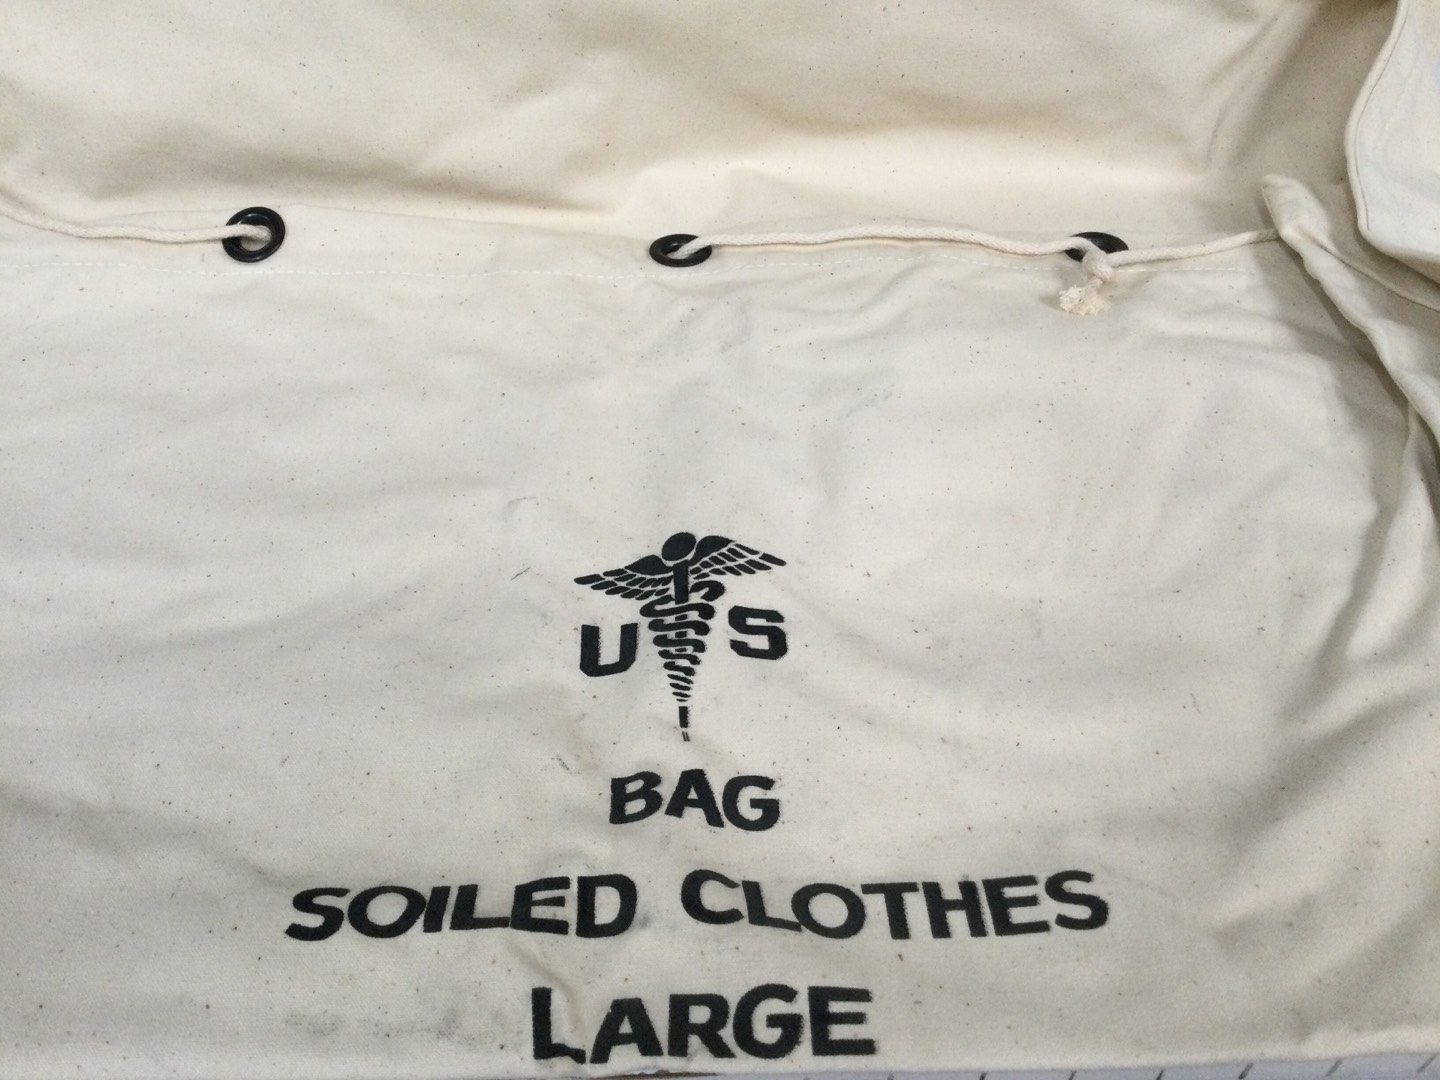 U S
BAG
SOILED CLOTHES
LARGE